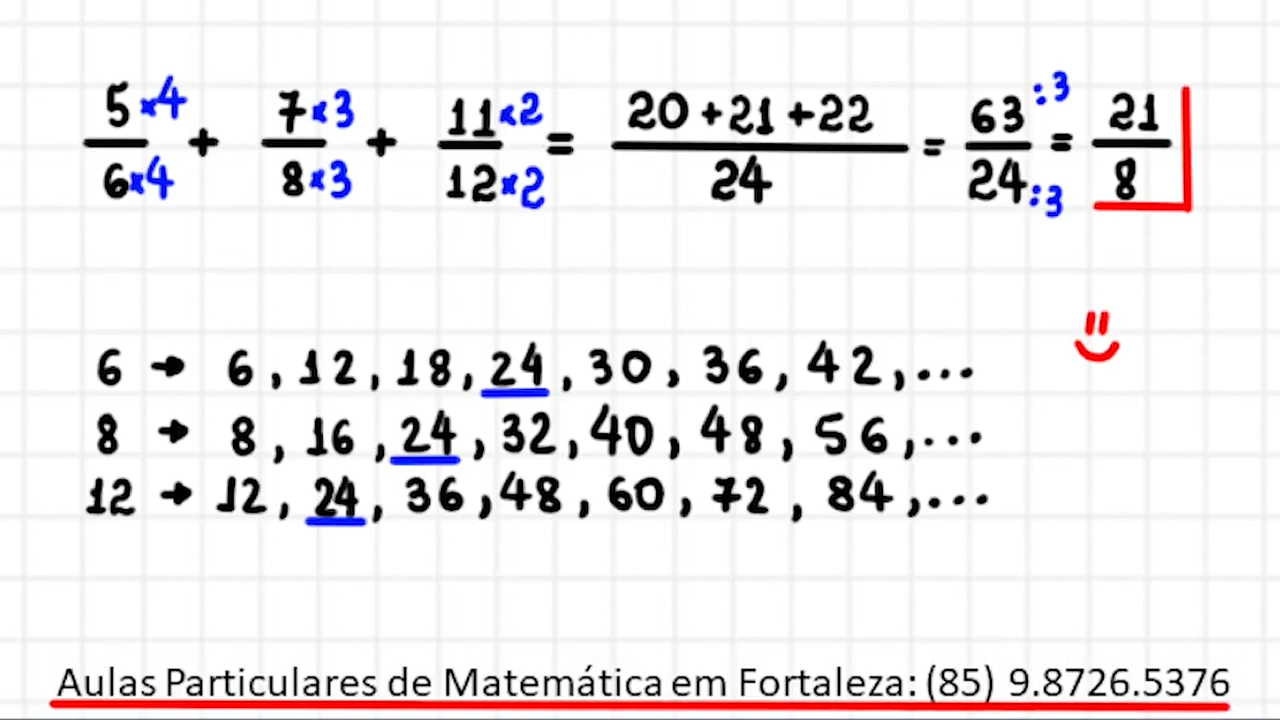 5×4/6×4 + 7×3/8×3 + 11×2/12×2 = 20+21+22/24 = 63:3/24:3 = 21/8
6 → 6, 12, 18, 24, 30, 36, 42, ...
8 → 8, 16, 24, 32, 40, 48, 56, ...
12 → 12, 24, 36, 48, 60, 72, 84, ...
Aulas Particulares de Matemática em Fortaleza: (85) 9.8726.5376